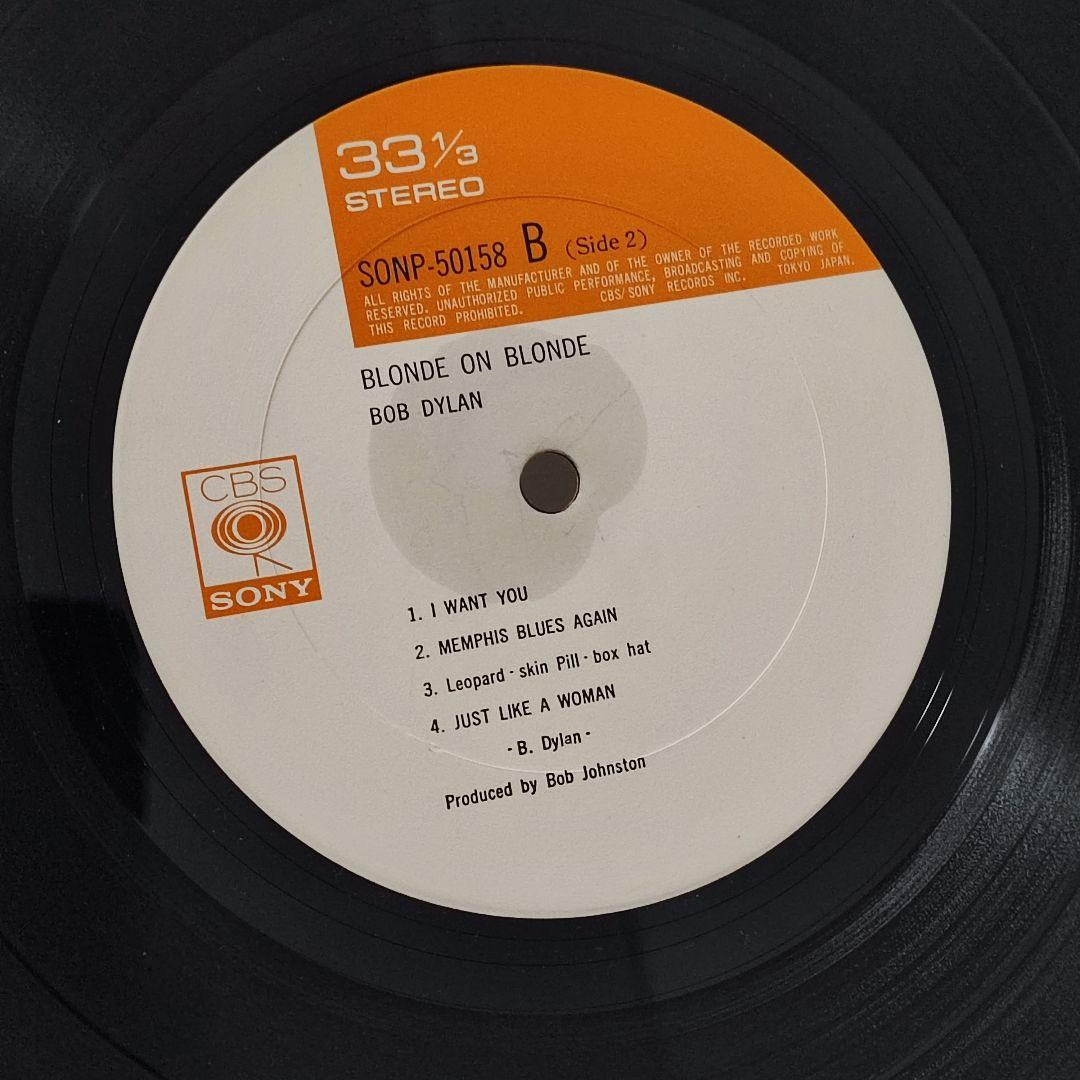 33 1/3
STEREO
SONP-50158 B (Side 2)
ALL RIGHTS OF THE MANUFACTURER AND OF THE OWNER OF THE RECORDED WORK
RESERVED. UNAUTHORIZED PUBLIC PERFORMANCE, BROADCASTING AND COPYING OF
THIS RECORD PROHIBITED. CBS/SONY RECORDS INC. TOKYO JAPAN.
BLONDE ON BLONDE
BOB DYLAN
CBS
SONY
1. I WANT YOU
2. MEMPHIS BLUES AGAIN
3. Leopard-skin Pill-box hat
4. JUST LIKE A WOMAN
-B. Dylan-
Produced by Bob Johnston